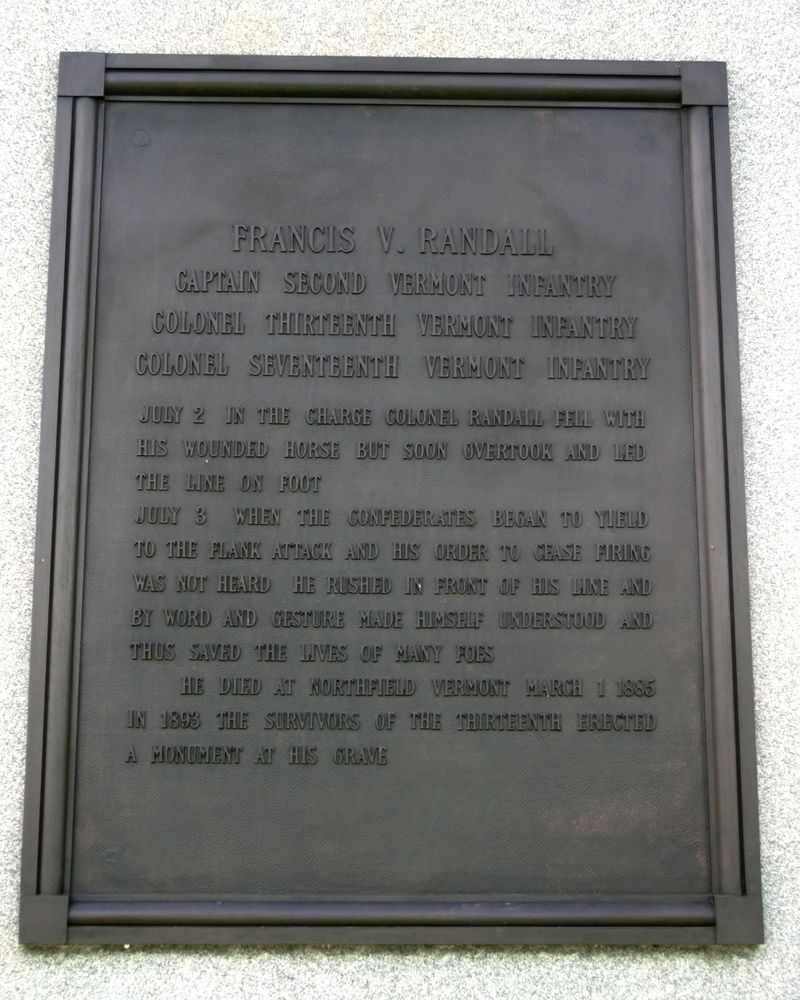 FRANCIS V. RANDALL
CAPTAIN SECOND VERMONT INFANTRY
COLONEL THIRTEENTH VERMONT INFANTRY
COLONEL SEVENTEENTH VERMONT INFANTRY
JULY 2 IN THE CHARGE COLONEL RANDALL FELL WITH
HIS WOUNDED HORSE BUT SOON OVERTOOK AND LED
THE LINE ON FOOT
JULY 3 WHEN THE CONFEDERATES BEGAN TO YIELD
TO THE FLANK ATTACK AND HIS ORDER TO CEASE FIRING
WAS NOT HEARD HE RUSHED IN FRONT OF HIS LINE AND
BY WORD AND GESTURE MADE HIMSELF UNDERSTOOD AND
THUS SAVED THE LIVES OF MANY FOES
HE DIED AT NORTHFIELD VERMONT MARCH 1 1885
IN 1893 THE SURVIVORS OF THE THIRTEENTH ERECTED
A MONUMENT AT HIS GRAVE